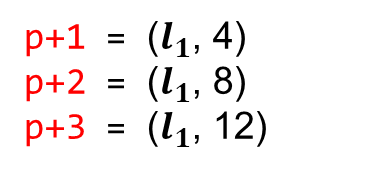 p+1 = (l₁, 4)
p+2 = (l₁, 8)
p+3 = (l₁, 12)